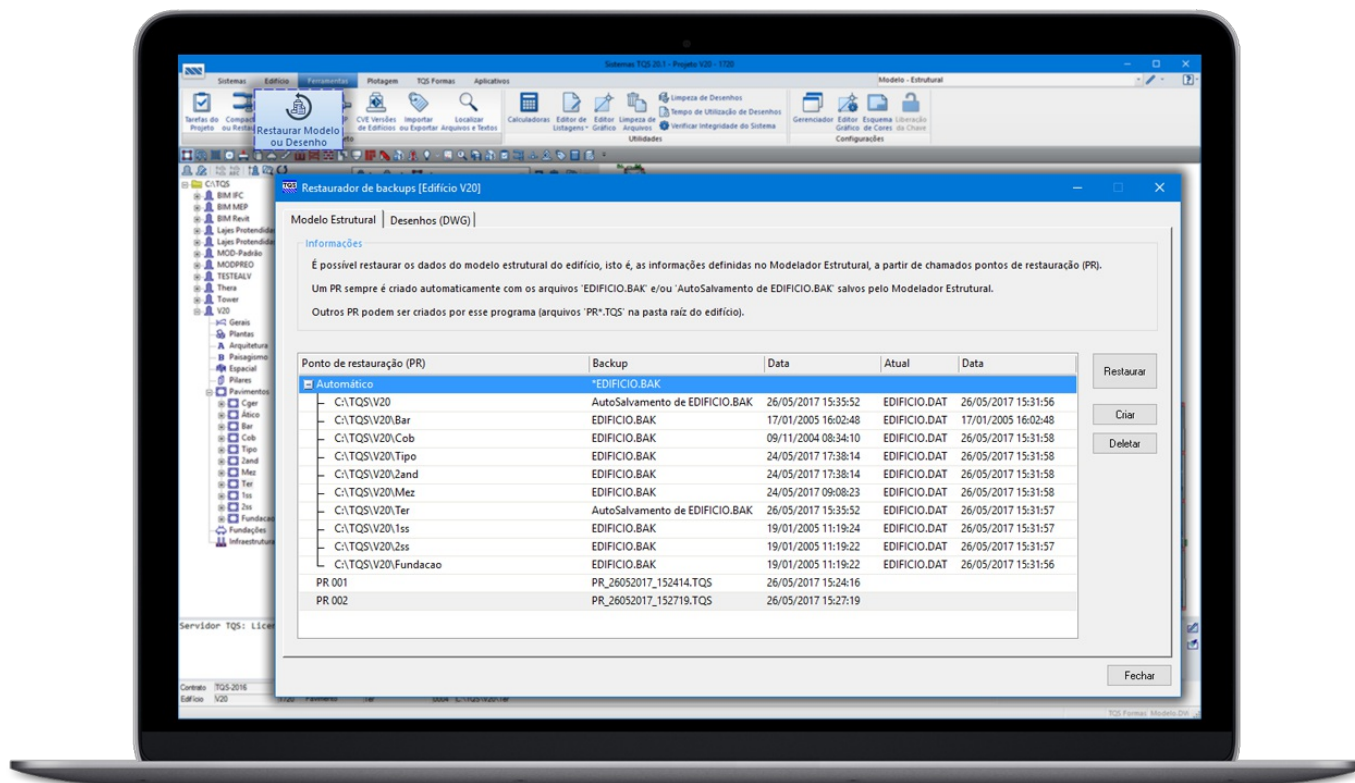 Sistemas TQS 20.1 - Projeto V20 - 1720
Sistemas Edifício Ferramentas Plotagem TQS Formas Aplicativos
Modelo - Estrutural
Tarefas do Projeto
Restaurar Modelo ou Desenho
CVE Versões de Edifícios
Importar ou Exportar
Localizar Arquivos e Textos
Calculadoras
Editor de Listagens
Editor Gráfico
Limpeza de Arquivos
Limpeza de Desenhos
Tempo de Utilização de Desenhos
Verificar Integridade do Sistema
Utilidades
Gerenciador
Editor Gráfico
Esquema de Cores
Liberação da Chave
Configurações
C:\TQS
BIM IFC
BIM MEP
BIM Revit
Lajes Protendida
Lajes Protendida
MOD-Padrão
MODPREO
TESTEALV
Thera
Tower
V20
Gerais
Plantas
Arquitetura
Paisagismo
Espacial
Pilares
Pavimentos
Cger
Ático
Bar
Cob
Tipo
2and
Mez
Ter
1ss
2ss
Fundacao
Fundações
Infraestrutura
Servidor TQS: Licen
Contrato TQS-2016
Edifício V20
TQS Formas: Modelo.DW
TQS Restaurador de backups [Edifício V20]
Modelo Estrutural Desenhos (DWG)
Informações
É possível restaurar os dados do modelo estrutural do edifício, isto é, as informações definidas no Modelador Estrutural, a partir de chamados pontos de restauração (PR).
Um PR sempre é criado automaticamente com os arquivos 'EDIFICIO.BAK' e/ou 'AutoSalvamento de EDIFICIO.BAK' salvos pelo Modelador Estrutural.
Outros PR podem ser criados por esse programa (arquivos 'PR*.TQS' na pasta raíz do edifício).
Ponto de restauração (PR) Backup Data Atual Data
Automático *EDIFICIO.BAK
C:\TQS\V20 AutoSalvamento de EDIFICIO.BAK 26/05/2017 15:35:52 EDIFICIO.DAT 26/05/2017 15:31:56
C:\TQS\V20\Bar EDIFICIO.BAK 17/01/2005 16:02:48 EDIFICIO.DAT 17/01/2005 16:02:48
C:\TQS\V20\Cob EDIFICIO.BAK 09/11/2004 08:34:10 EDIFICIO.DAT 26/05/2017 15:31:58
C:\TQS\V20\Tipo EDIFICIO.BAK 24/05/2017 17:38:14 EDIFICIO.DAT 26/05/2017 15:31:58
C:\TQS\V20\2and EDIFICIO.BAK 24/05/2017 17:38:14 EDIFICIO.DAT 26/05/2017 15:31:58
C:\TQS\V20\Mez EDIFICIO.BAK 24/05/2017 09:08:23 EDIFICIO.DAT 26/05/2017 15:31:58
C:\TQS\V20\Ter AutoSalvamento de EDIFICIO.BAK 26/05/2017 15:35:52 EDIFICIO.DAT 26/05/2017 15:31:57
C:\TQS\V20\1ss EDIFICIO.BAK 19/01/2005 11:19:24 EDIFICIO.DAT 26/05/2017 15:31:57
C:\TQS\V20\2ss EDIFICIO.BAK 19/01/2005 11:19:22 EDIFICIO.DAT 26/05/2017 15:31:57
C:\TQS\V20\Fundacao EDIFICIO.BAK 19/01/2005 11:19:22 EDIFICIO.DAT 26/05/2017 15:31:56
PR 001 PR_26052017_152414.TQS 26/05/2017 15:24:16
PR 002 PR_26052017_152719.TQS 26/05/2017 15:27:19
Restaurar
Criar
Deletar
Fechar